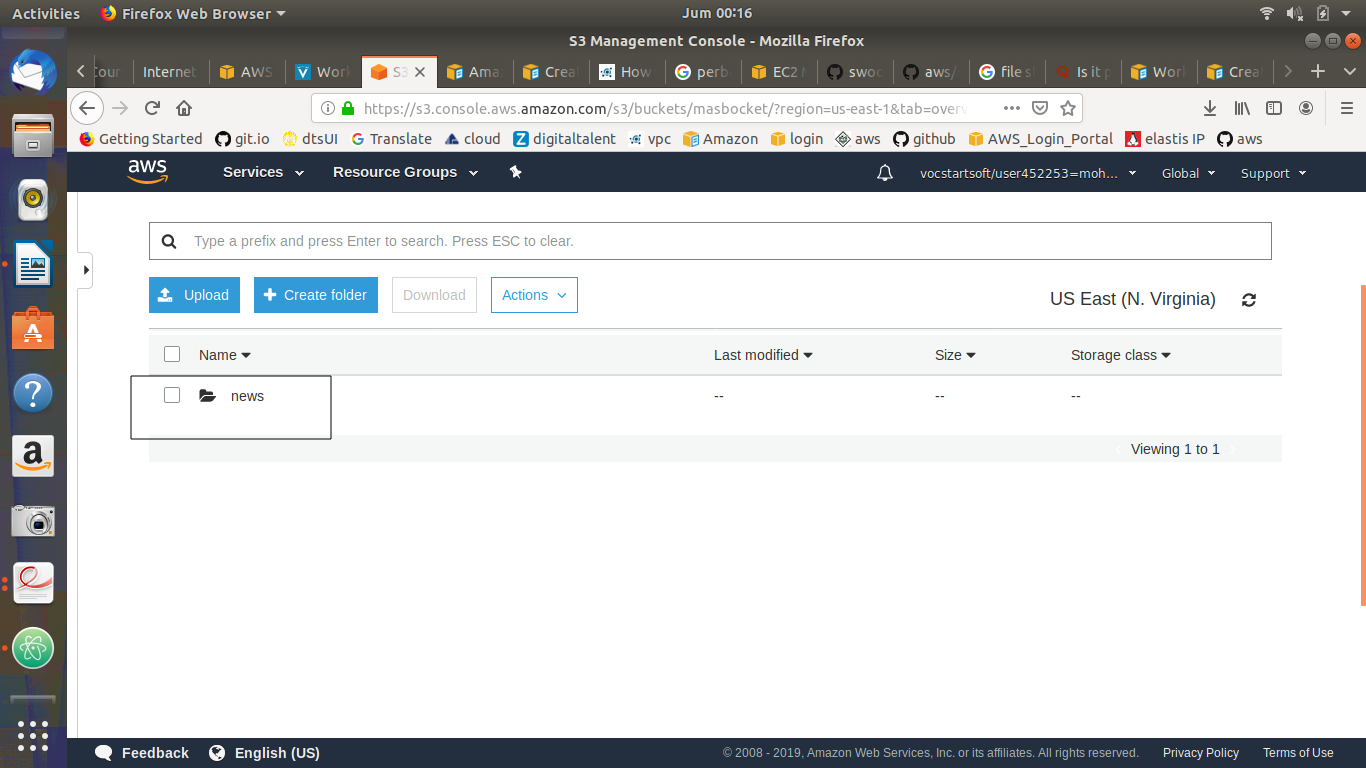 Activities Firefox Web Browser Jum 00:16
S3 Management Console - Mozilla Firefox
Cour Internet AWS Work S3 Ama Crea How perb EC2 M swoc aws/ file s Is it p Work Crea
https://s3.console.aws.amazon.com/s3/buckets/masbocket/?region=us-east-1&tab=overv
Getting Started git.io dtsUI Translate cloud digitaltalent vpc Amazon login aws github AWS_Login_Portal elastis IP aws
aws Services Resource Groups vocstartsoft/user452253=moh... Global Support
Type a prefix and press Enter to search. Press ESC to clear.
Upload Create folder Download Actions US East (N. Virginia)
Name Last modified Size Storage class
news -- -- --
Viewing 1 to 1
Feedback English (US) © 2008 - 2019, Amazon Web Services, Inc. or its affiliates. All rights reserved. Privacy Policy Terms of Use